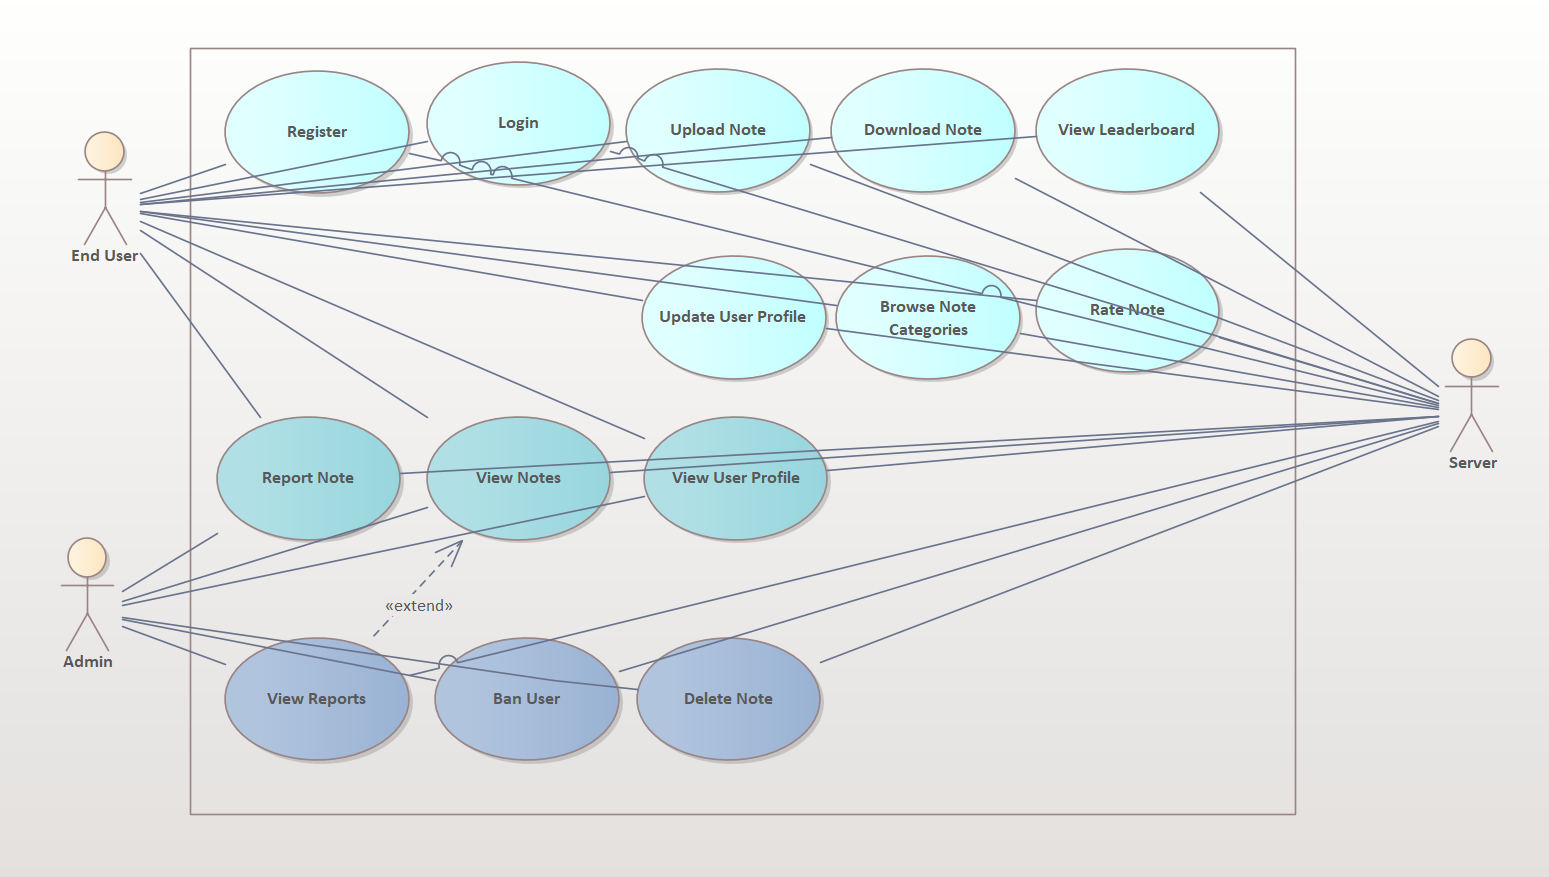 Register
Login
Upload Note
Download Note
View Leaderboard
End User
Update User Profile
Browse Note
Categories
Rate Note
Report Note
View Notes
View User Profile
Server
«extend»
Admin
View Reports
Ban User
Delete Note